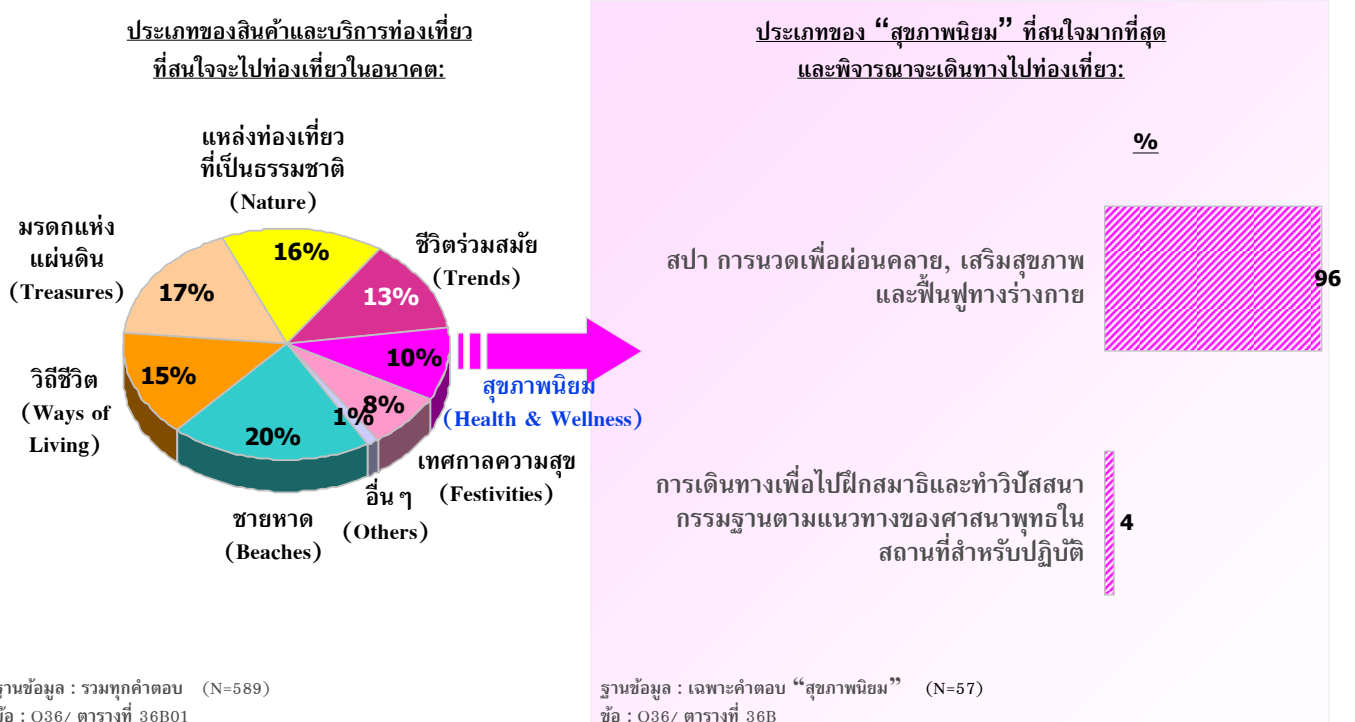 ประเภทของสินค้าและบริการท่องเที่ยว
ที่สนใจจะไปท่องเที่ยวในอนาคต:
แหล่งท่องเที่ยว
ที่เป็นธรรมชาติ
(Nature)
16%
ชีวิตร่วมสมัย
(Trends)
13%
10%
สุขภาพนิยม
(Health & Wellness)
8%
เทศกาลความสุข
(Festivities)
1%
อื่น ๆ
(Others)
20%
ชายหาด
(Beaches)
15%
วิถีชีวิต
(Ways of
Living)
17%
มรดกแห่ง
แผ่นดิน
(Treasures)
ฐานข้อมูล : รวมทุกคำตอบ (N=589)
ข้อ : Q36/ ตารางที่ 36B01
ประเภทของ “สุขภาพนิยม” ที่สนใจมากที่สุด
และพิจารณาจะเดินทางไปท่องเที่ยว:
%
สปา การนวดเพื่อผ่อนคลาย, เสริมสุขภาพ
และฟื้นฟูทางร่างกาย
96
การเดินทางเพื่อไปฝึกสมาธิและทำวิปัสสนา
กรรมฐานตามแนวทางของศาสนาพุทธใน
สถานที่สำหรับปฏิบัติ
4
ฐานข้อมูล : เฉพาะคำตอบ “สุขภาพนิยม” (N=57)
ข้อ : Q36/ ตารางที่ 36B